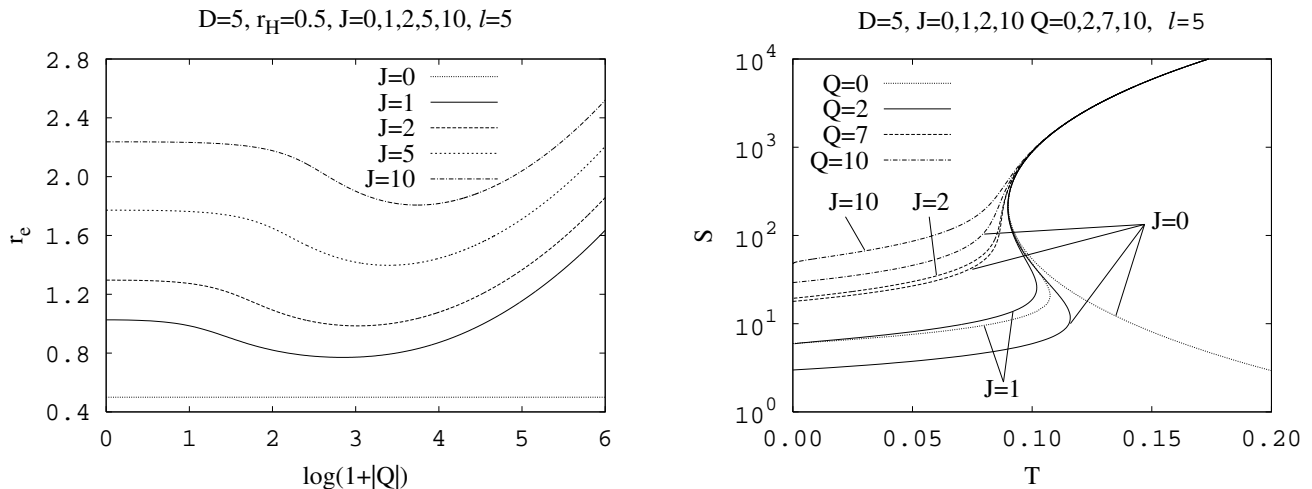 D=5, r_H=0.5, J=0,1,2,5,10, l=5
2.8
2.4
2.0
1.6
1.2
0.8
0.4
r_e
J=0
J=1
J=2
J=5
J=10
0 1 2 3 4 5 6
log(1+|Q|)
D=5, J=0,1,2,10 Q=0,2,7,10, l=5
10^4
10^3
10^2
10^1
10^0
S
Q=0
Q=2
Q=7
Q=10
J=10
J=2
J=0
J=1
0.00 0.05 0.10 0.15 0.20
T